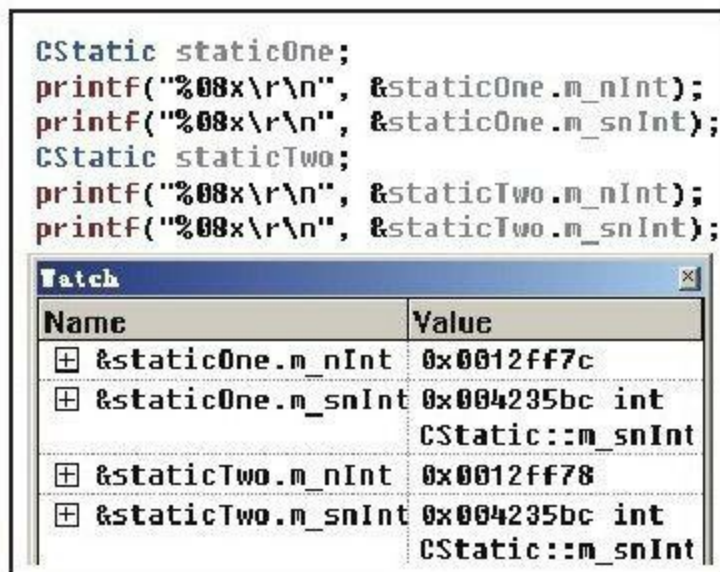 CStatic staticOne;
printf("%08x\r\n", &staticOne.m_nInt);
printf("%08x\r\n", &staticOne.m_snInt);
CStatic staticTwo;
printf("%08x\r\n", &staticTwo.m_nInt);
printf("%08x\r\n", &staticTwo.m_snInt);
Watch
Name Value
&staticOne.m_nInt 0x0012ff7c
&staticOne.m_snInt 0x004235bc int
CStatic::m_snInt
&staticTwo.m_nInt 0x0012ff78
&staticTwo.m_snInt 0x004235bc int
CStatic::m_snInt